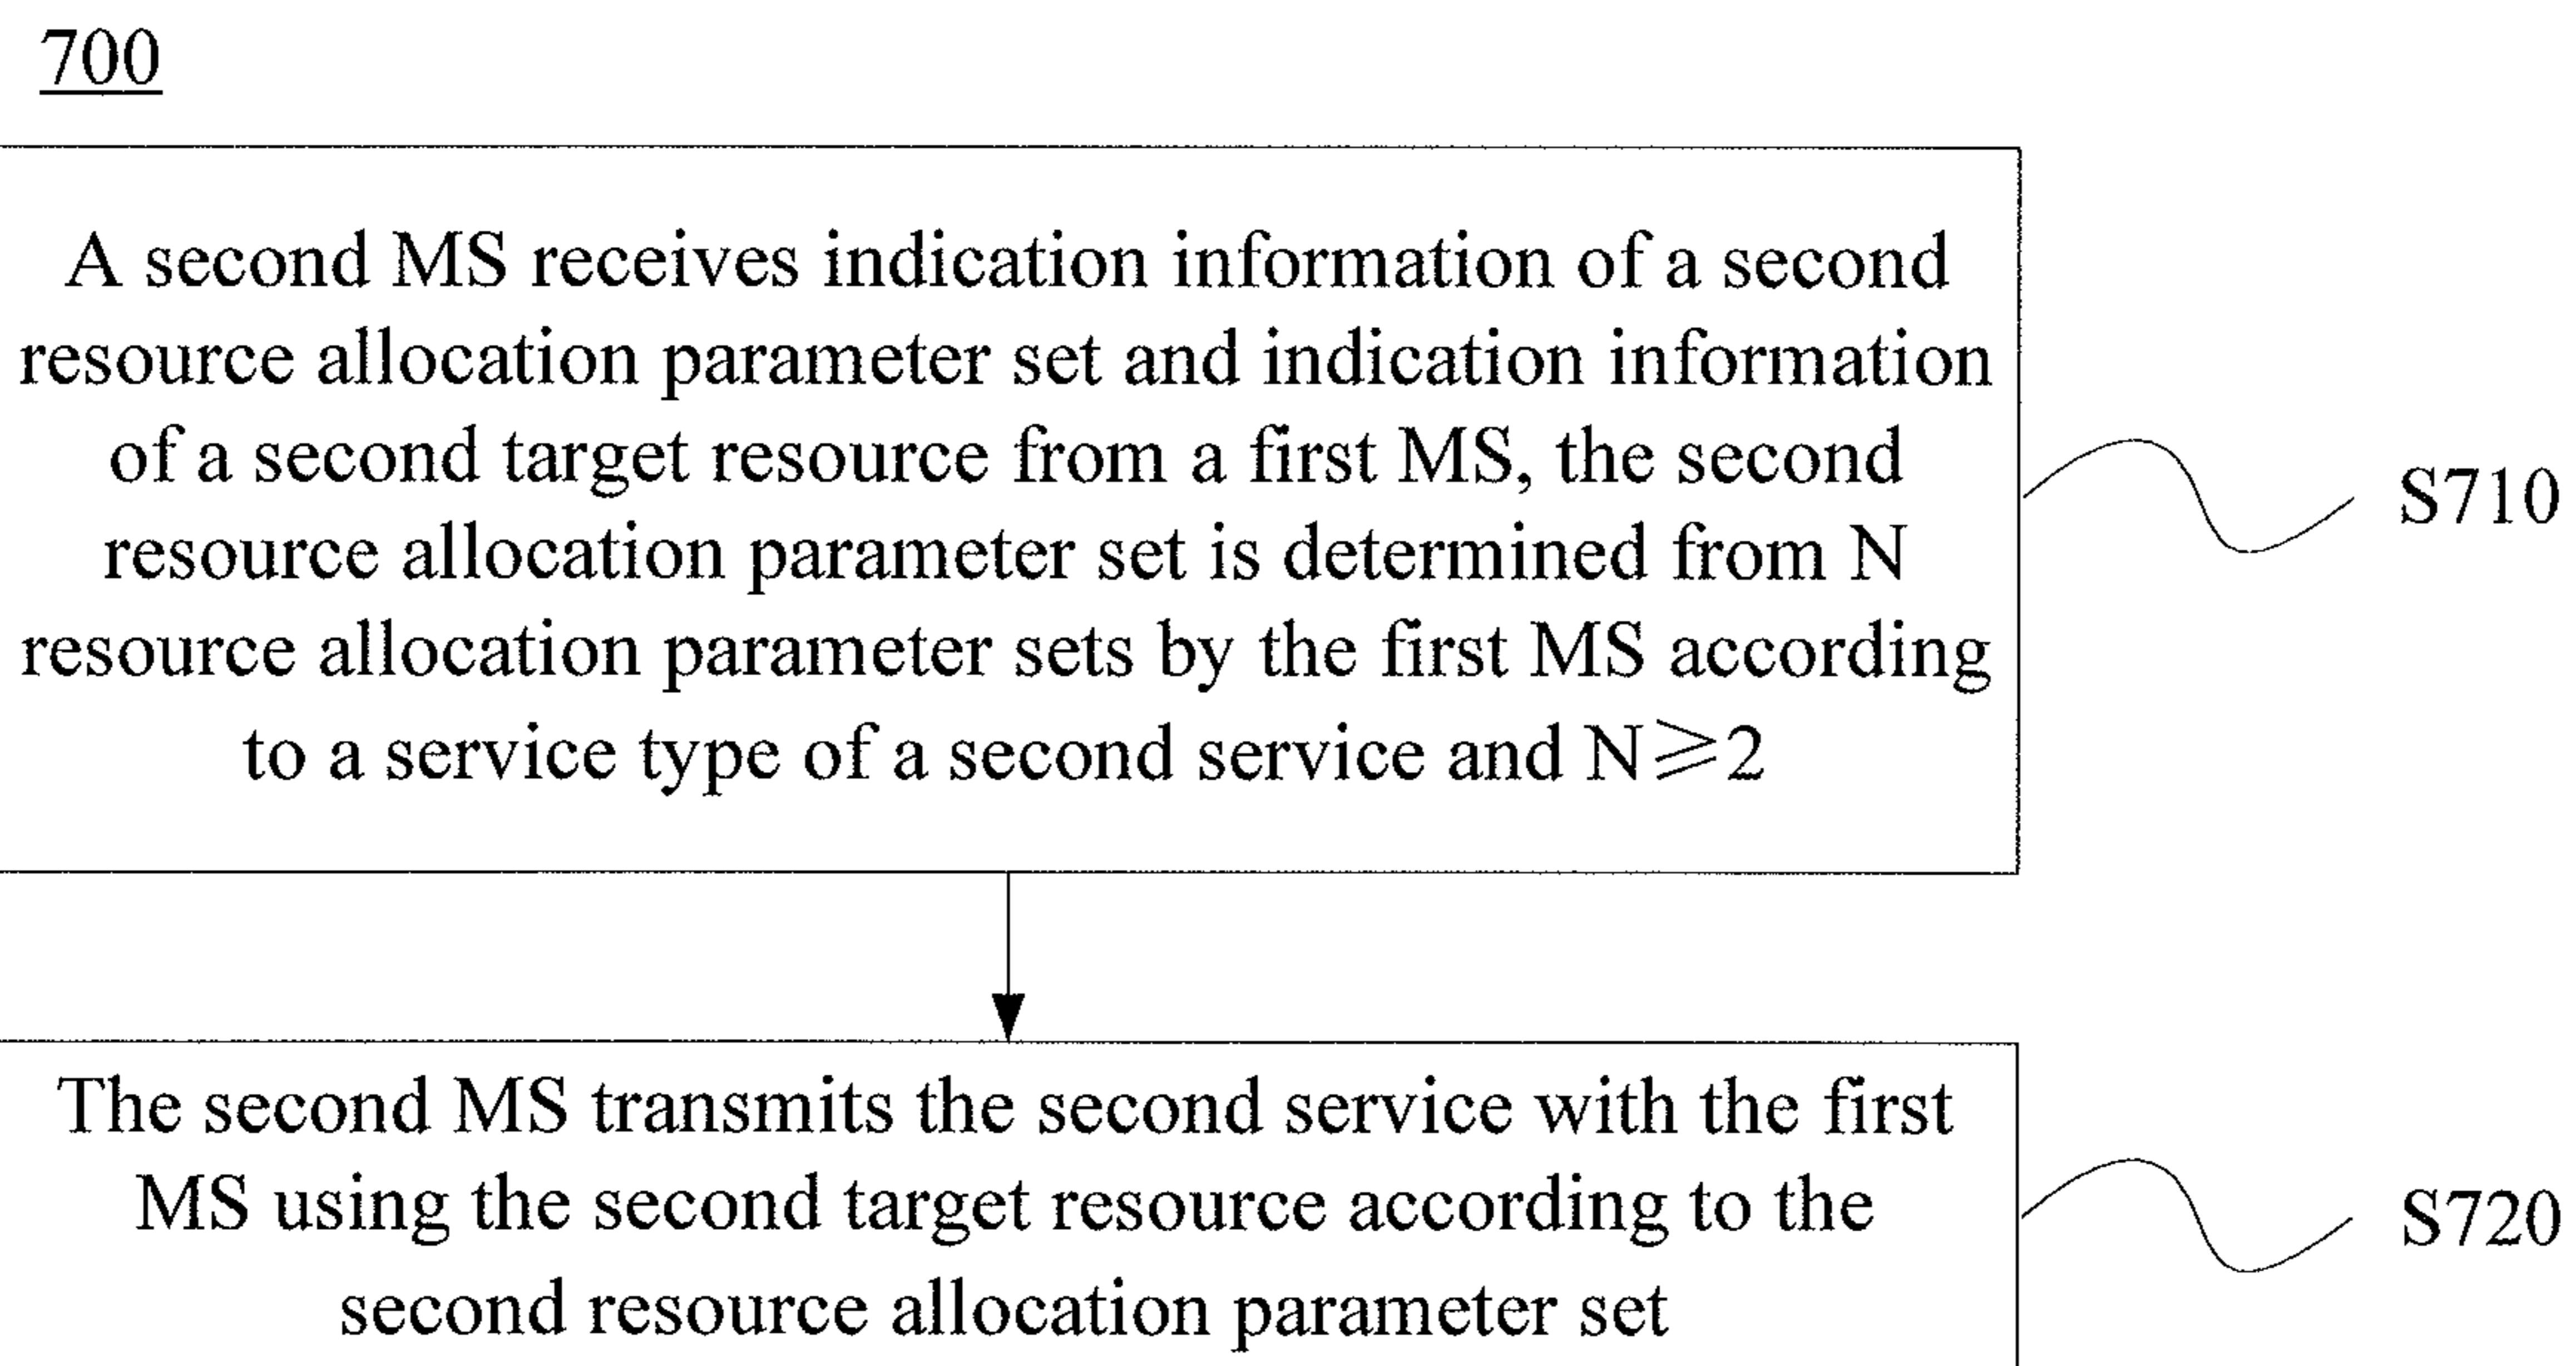 700
A second MS receives indication information of a second
resource allocation parameter set and indication information
of a second target resource from a first MS, the second
resource allocation parameter set is determined from N
resource allocation parameter sets by the first MS according
to a service type of a second service and N⩾2
S710
The second MS transmits the second service with the first
MS using the second target resource according to the
second resource allocation parameter set
S720